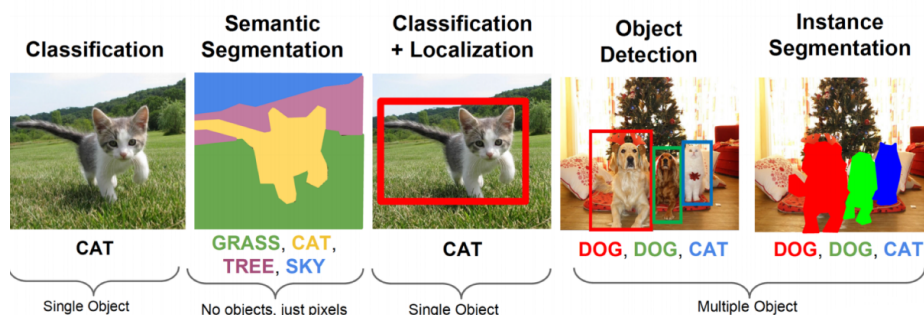 Classification
Semantic
Segmentation
Classification
+ Localization
Object
Detection
Instance
Segmentation
CAT
GRASS, CAT,
TREE, SKY
CAT
DOG, DOG, CAT
DOG, DOG, CAT
Single Object
No objects, just pixels
Single Object
Multiple Object